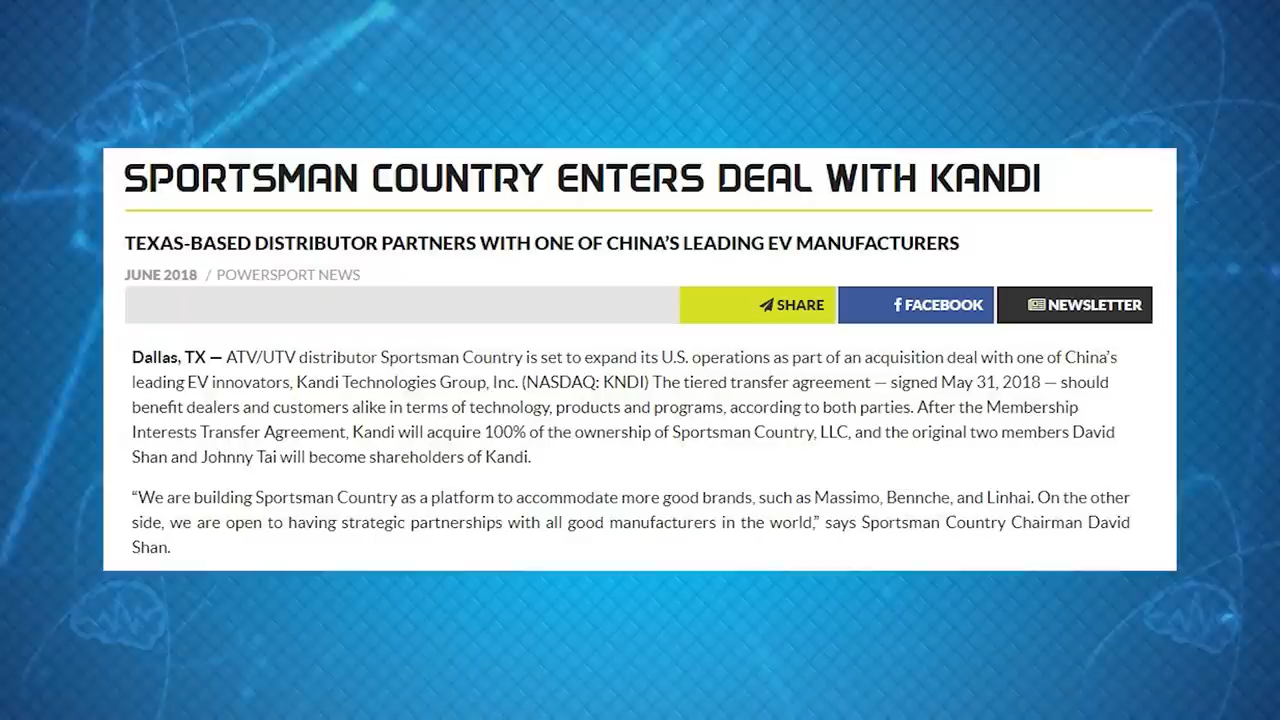 SPORTSMAN COUNTRY ENTERS DEAL WITH KANDI
TEXAS-BASED DISTRIBUTOR PARTNERS WITH ONE OF CHINA'S LEADING EV MANUFACTURERS
JUNE 2018 / POWERSPORT NEWS
SHARE FACEBOOK NEWSLETTER
Dallas, TX — ATV/UTV distributor Sportsman Country is set to expand its U.S. operations as part of an acquisition deal with one of China's
leading EV innovators, Kandi Technologies Group, Inc. (NASDAQ: KNDI) The tiered transfer agreement — signed May 31, 2018 — should
benefit dealers and customers alike in terms of technology, products and programs, according to both parties. After the Membership
Interests Transfer Agreement, Kandi will acquire 100% of the ownership of Sportsman Country, LLC, and the original two members David
Shan and Johnny Tai will become shareholders of Kandi.
“We are building Sportsman Country as a platform to accommodate more good brands, such as Massimo, Bennche, and Linhai. On the other
side, we are open to having strategic partnerships with all good manufacturers in the world,” says Sportsman Country Chairman David
Shan.